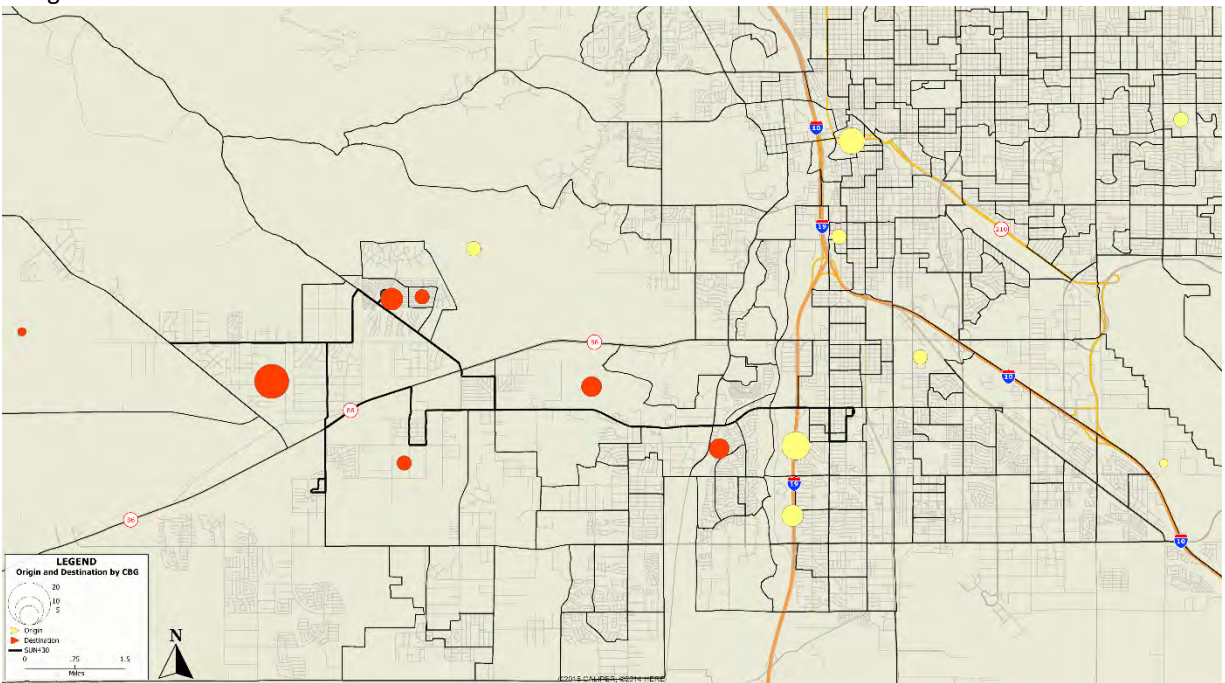 10
19
210
86
10
86
19
86
10
LEGEND
Origin and Destination by CBG
20
10
5
Origin
Destination
SUN430
0 .75 1.5
Miles
N
©2015 CALIPER; ©2014 HERE